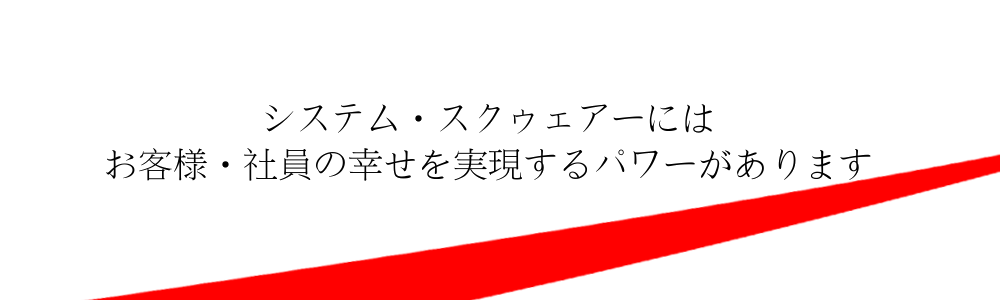 システム・スクゥェアーには
お客様・社員の幸せを実現するパワーがあります